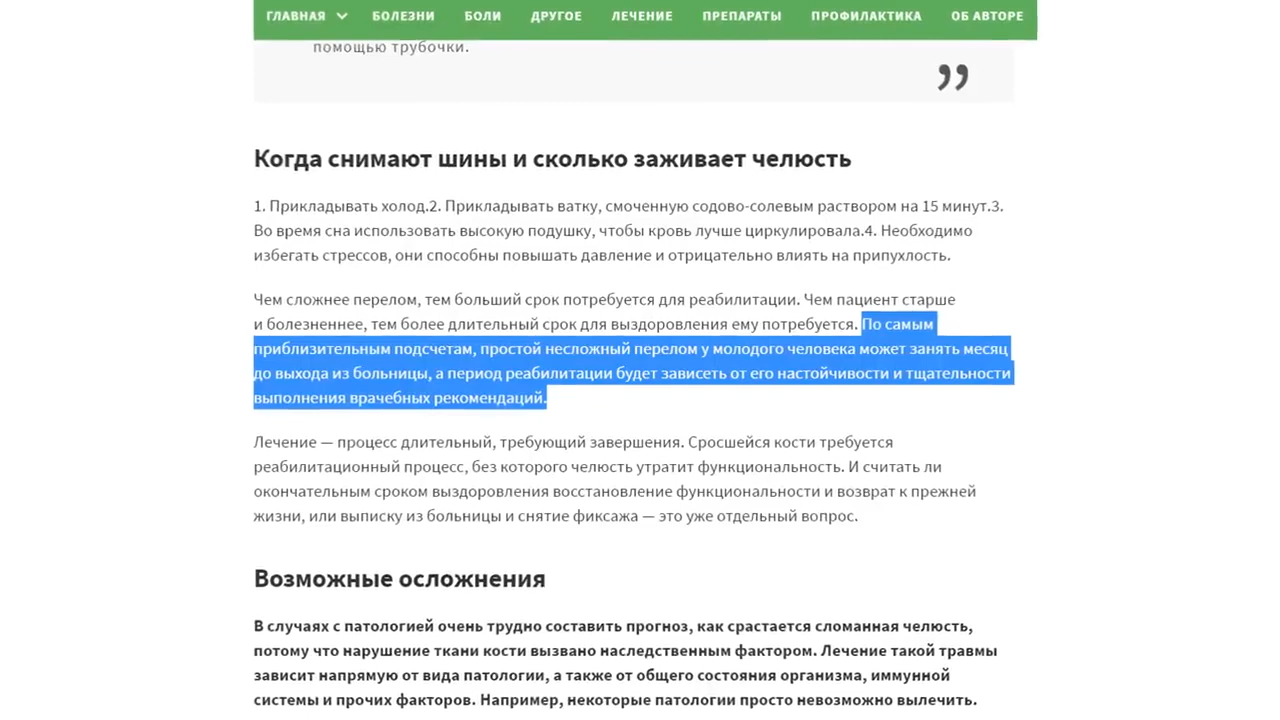 ГЛАВНАЯ БОЛЕЗНИ БОЛИ ДРУГОЕ ЛЕЧЕНИЕ ПРЕПАРАТЫ ПРОФИЛАКТИКА ОБ АВТОРЕ
помощью трубочки.
”
Когда снимают шины и сколько заживает челюсть
1. Прикладывать холод.2. Прикладывать ватку, смоченную содово-солевым раствором на 15 минут.3.
Во время сна использовать высокую подушку, чтобы кровь лучше циркулировала.4. Необходимо
избегать стрессов, они способны повышать давление и отрицательно влиять на припухлость.
Чем сложнее перелом, тем больший срок потребуется для реабилитации. Чем пациент старше
и болезненнее, тем более длительный срок для выздоровления ему потребуется. По самым
приблизительным подсчетам, простой несложный перелом у молодого человека может занять месяц
до выхода из больницы, а период реабилитации будет зависеть от его настойчивости и тщательности
выполнения врачебных рекомендаций.
Лечение — процесс длительный, требующий завершения. Сросшейся кости требуется
реабилитационный процесс, без которого челюсть утратит функциональность. И считать ли
окончательным сроком выздоровления восстановление функциональности и возврат к прежней
жизни, или выписку из больницы и снятие фиксажа — это уже отдельный вопрос.
Возможные осложнения
В случаях с патологией очень трудно составить прогноз, как срастается сломанная челюсть,
потому что нарушение ткани кости вызвано наследственным фактором. Лечение такой травмы
зависит напрямую от вида патологии, а также от общего состояния организма, иммунной
системы и прочих факторов. Например, некоторые патологии просто невозможно вылечить.